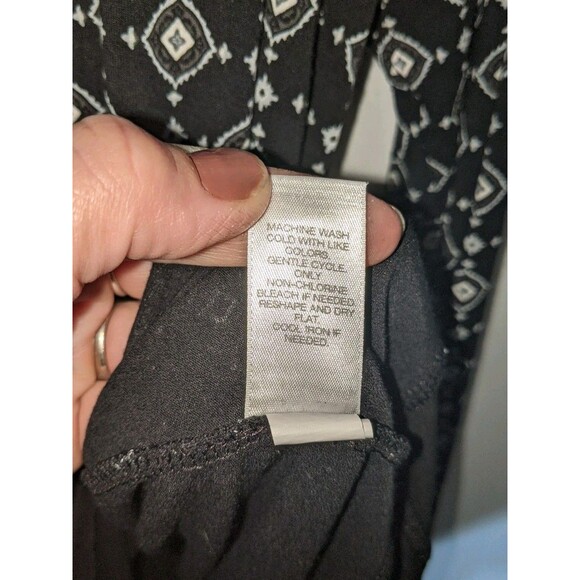 MACHINE WASH
COLD WITH LIKE
COLORS.
GENTLE CYCLE.
ONLY
NON-CHLORINE
BLEACH IF NEEDED.
RESHAPE AND DRY
FLAT.
COOL IRON IF
NEEDED.